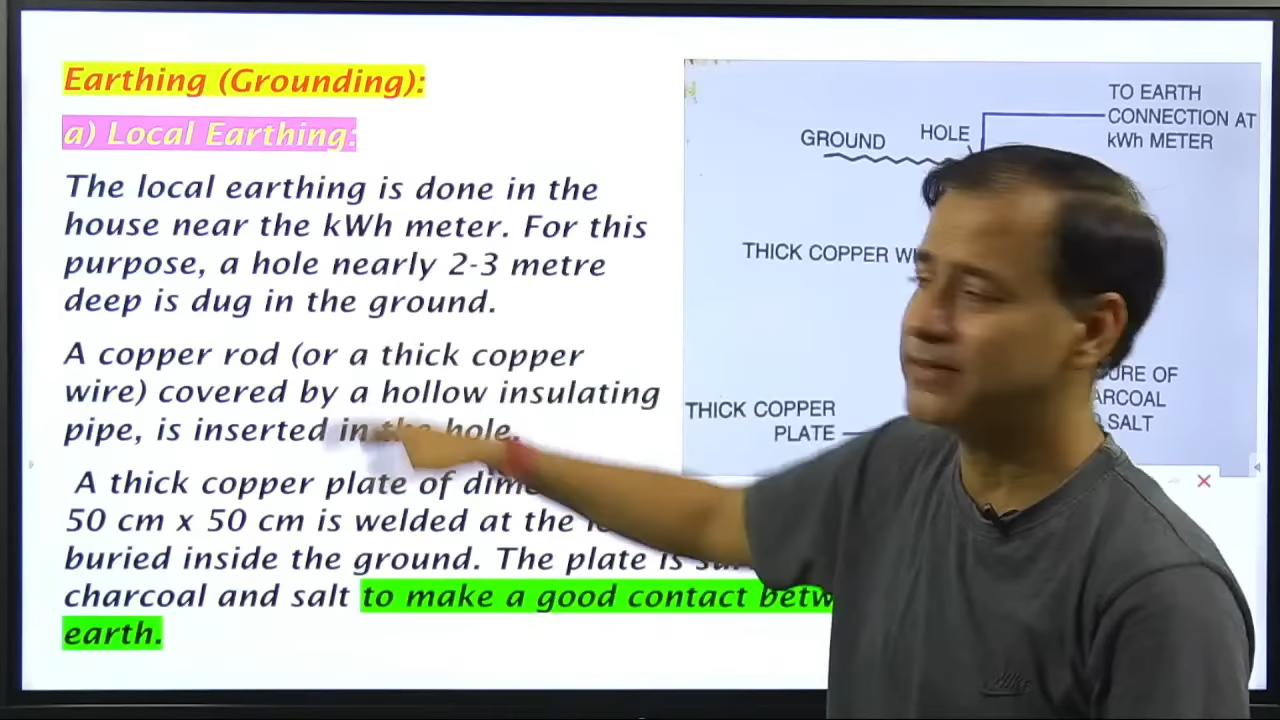 Earthing (Grounding):
a) Local Earthing:
The local earthing is done in the
house near the kWh meter. For this
purpose, a hole nearly 2-3 metre
deep is dug in the ground.
A copper rod (or a thick copper
wire) covered by a hollow insulating
pipe, is inserted in the hole.
A thick copper plate of
50 cm x 50 cm is welded at the
buried inside the ground. The plate is
charcoal and salt to make a good contact
earth.
TO EARTH
CONNECTION AT
kWh METER
GROUND
HOLE
THICK COPPER
THICK COPPER
PLATE
OF
SALT
NIKE